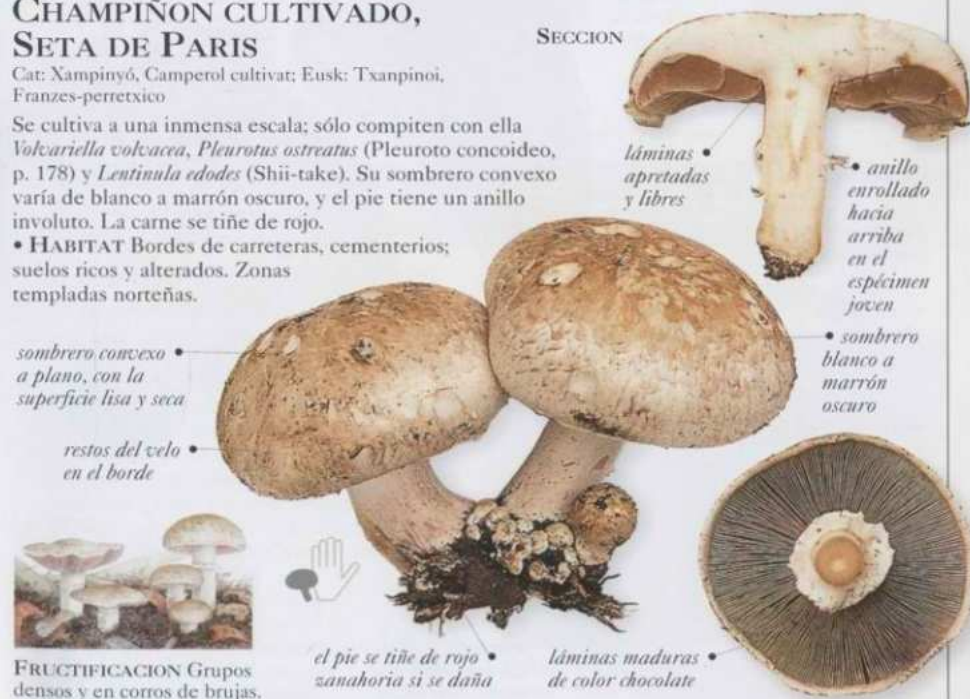 CHAMPIÑON CULTIVADO,
SETA DE PARIS
Cat: Xampinyó, Camperol cultivat; Eusk: Txanpinoi,
Franzes-perretxico
Se cultiva a una inmensa escala; sólo compiten con ella
Volvariella volvacea, Pleurotus ostreatus (Pleuroto concoideo,
p. 178) y Lentinula edodes (Shii-take). Su sombrero convexo
varía de blanco a marrón oscuro, y el pie tiene un anillo
involuto. La carne se tiñe de rojo.
• HABITAT Bordes de carreteras, cementerios;
suelos ricos y alterados. Zonas
templadas norteñas.
SECCION
láminas
apretadas
y libres
anillo
enrollado
hacia
arriba
en el
espécimen
joven
sombrero convexo
a plano, con la
superficie lisa y seca
sombrero
blanco a
marrón
oscuro
restos del velo
en el borde
FRUCTIFICACION Grupos
densos y en corros de brujas.
el pie se tiñe de rojo
zanahoria si se daña
láminas maduras
de color chocolate